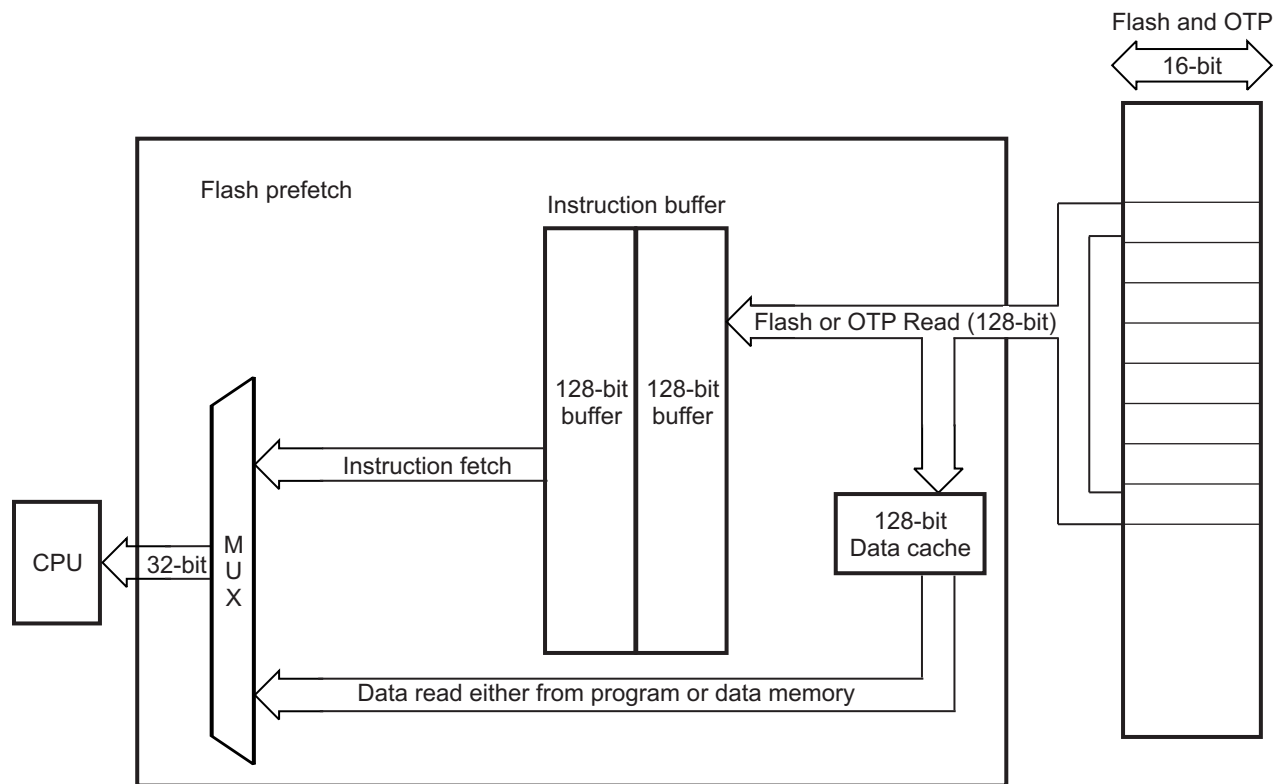 Flash and OTP
16-bit
Flash prefetch
Instruction buffer
Flash or OTP Read (128-bit)
128-bit
buffer
128-bit
buffer
Instruction fetch
128-bit
Data cache
CPU
32-bit
M
U
X
Data read either from program or data memory